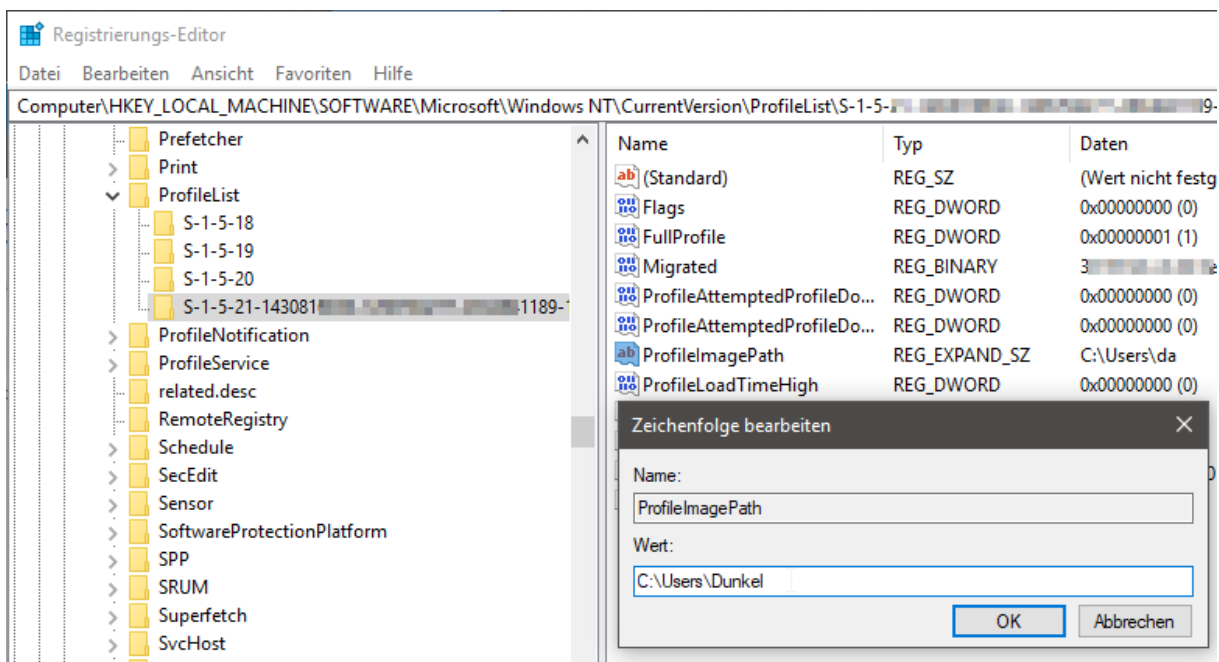 Registrierungs-Editor
Datei Bearbeiten Ansicht Favoriten Hilfe
Computer\HKEY_LOCAL_MACHINE\SOFTWARE\Microsoft\Windows NT\CurrentVersion\ProfileList\S-1-5-
Prefetcher
Print
ProfileList
S-1-5-18
S-1-5-19
S-1-5-20
S-1-5-21-14308 1189-1
ProfileNotification
ProfileService
related.desc
RemoteRegistry
Schedule
SecEdit
Sensor
SoftwareProtectionPlatform
SPP
SRUM
Superfetch
SvcHost
Name Typ Daten
(Standard) REG_SZ (Wert nicht festg
Flags REG_DWORD 0x00000000 (0)
FullProfile REG_DWORD 0x00000001 (1)
Migrated REG_BINARY 3
ProfileAttemptedProfileDo... REG_DWORD 0x00000000 (0)
ProfileAttemptedProfileDo... REG_DWORD 0x00000000 (0)
ProfileImagePath REG_EXPAND_SZ C:\Users\da
ProfileLoadTimeHigh REG_DWORD 0x00000000 (0)
Zeichenfolge bearbeiten
Name:
ProfileImagePath
Wert:
C:\Users\Dunkel
OK Abbrechen